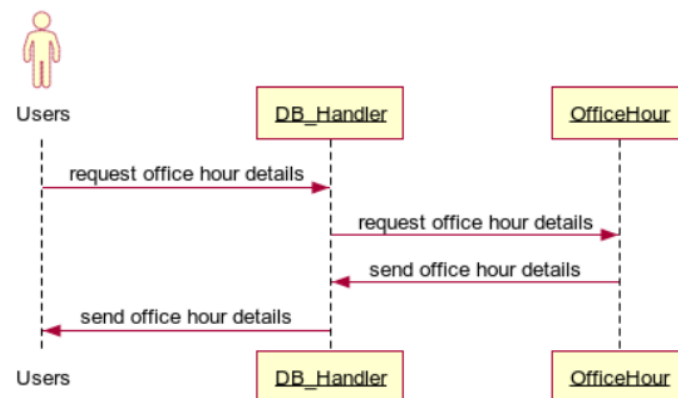 Users
DB_Handler
OfficeHour
request office hour details
request office hour details
send office hour details
send office hour details
Users
DB_Handler
OfficeHour